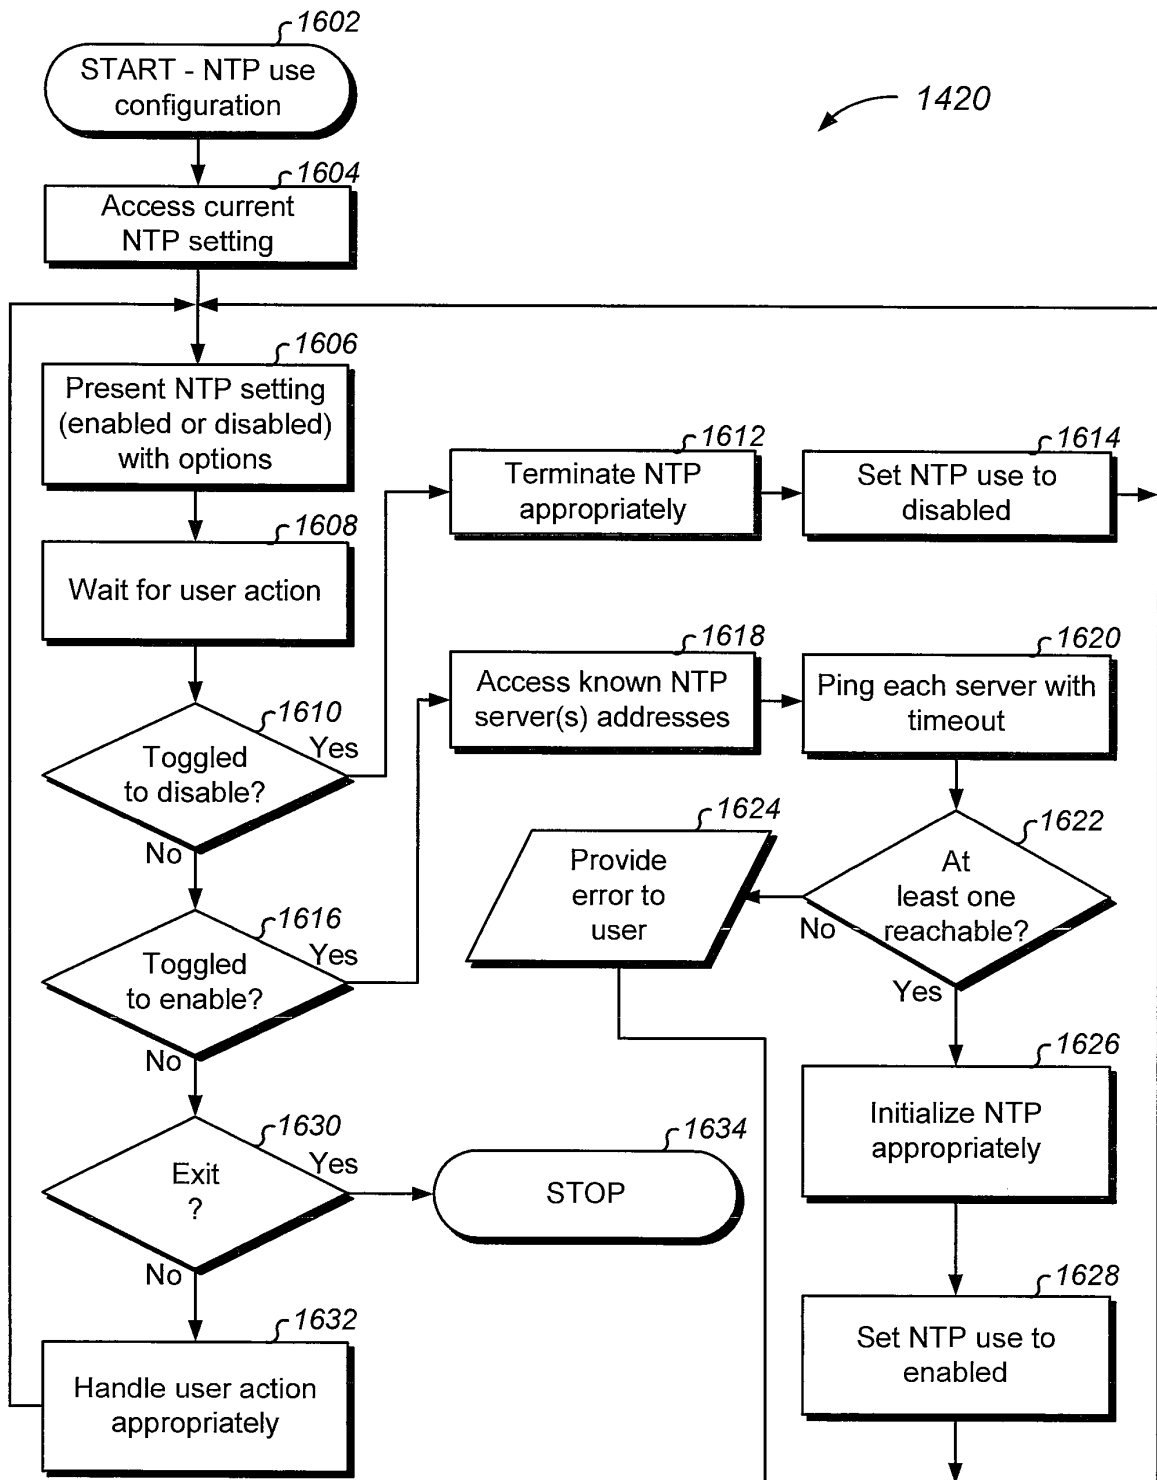 1602
START - NTP use
configuration
1420
1604
Access current
NTP setting
1606
Present NTP setting
(enabled or disabled)
with options
1612
Terminate NTP
appropriately
1614
Set NTP use to
disabled
1608
Wait for user action
1618
Access known NTP
server(s) addresses
1620
Ping each server with
timeout
1610
Toggled
to disable?
Yes
No
1624
Provide
error to
user
1622
At
least one
reachable?
No
Yes
1616
Toggled
to enable?
Yes
No
1626
Initialize NTP
appropriately
1630
Exit
?
Yes
No
1634
STOP
1628
Set NTP use to
enabled
1632
Handle user action
appropriately